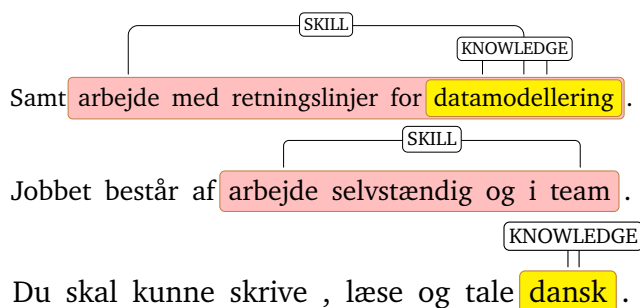 SKILL
KNOWLEDGE
Samt arbejde med retningslinjer for datamodellering .
SKILL
Jobbet består af arbejde selvstændig og i team .
KNOWLEDGE
Du skal kunne skrive , læse og tale dansk .